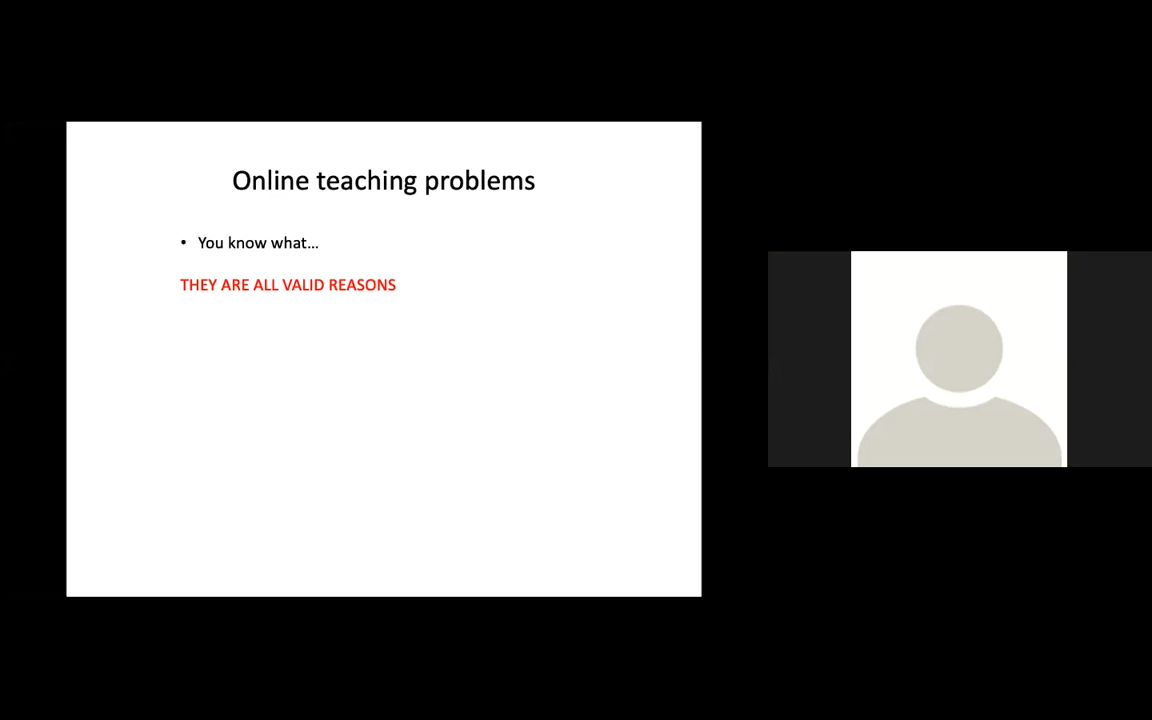 Online teaching problems
• You know what...
THEY ARE ALL VALID REASONS